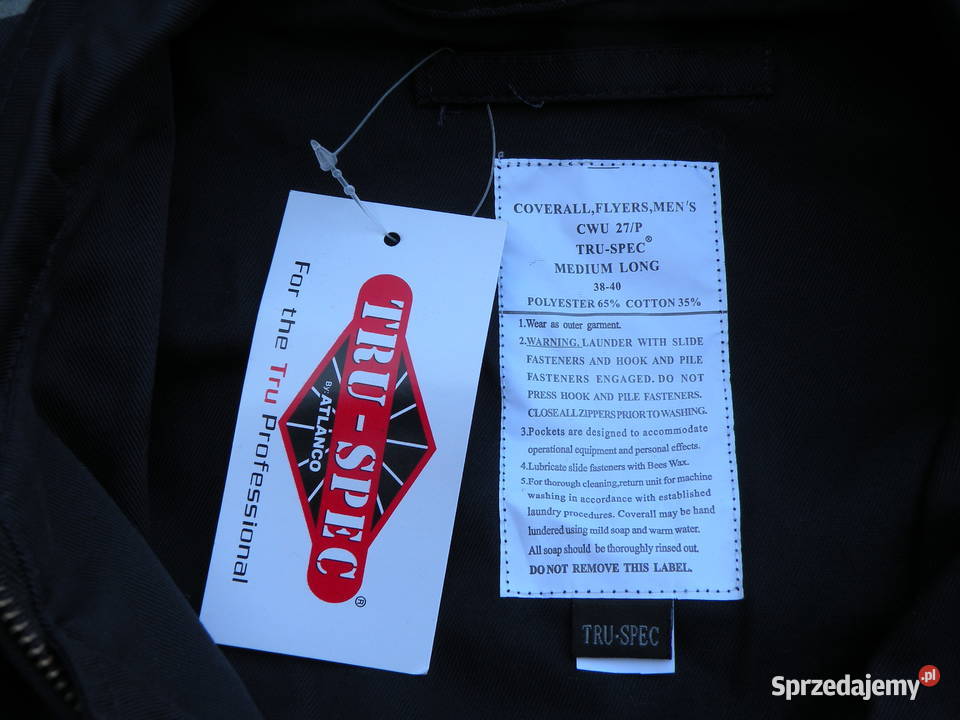 For the Tru Professional
TRU-SPEC®
By: ATLANCO
COVERALL,FLYERS,MEN'S
CWU 27/P
TRU-SPEC®
MEDIUM LONG
38-40
POLYESTER 65% COTTON 35%
1.Wear as outer garment.
2.WARNING. LAUNDER WITH SLIDE
FASTENERS AND HOOK AND PILE
FASTENERS ENGAGED. DO NOT
PRESS HOOK AND PILE FASTENERS.
CLOSE ALL ZIPPERS PRIOR TO WASHING.
3.Pockets are designed to accommodate
operational equipment and personal effects.
4.Lubricate slide fasteners with Bees Wax.
5.For thorough cleaning,return unit for machine
washing in accordance with established
laundry procedures. Coverall may be hand
lundered using mild soap and warm water.
All soap should be thoroughly rinsed out.
DO NOT REMOVE THIS LABEL.
TRU-SPEC
Sprzedajemy.pl